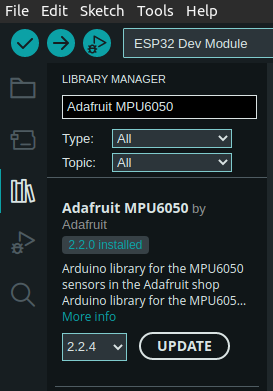 File Edit Sketch Tools Help
ESP32 Dev Module
LIBRARY MANAGER
Adafruit MPU6050
Type: All
Topic: All
Adafruit MPU6050 by
Adafruit
2.2.0 installed
Arduino library for the MPU6050
sensors in the Adafruit shop
Arduino library for the MPU605...
More info
2.2.4 UPDATE